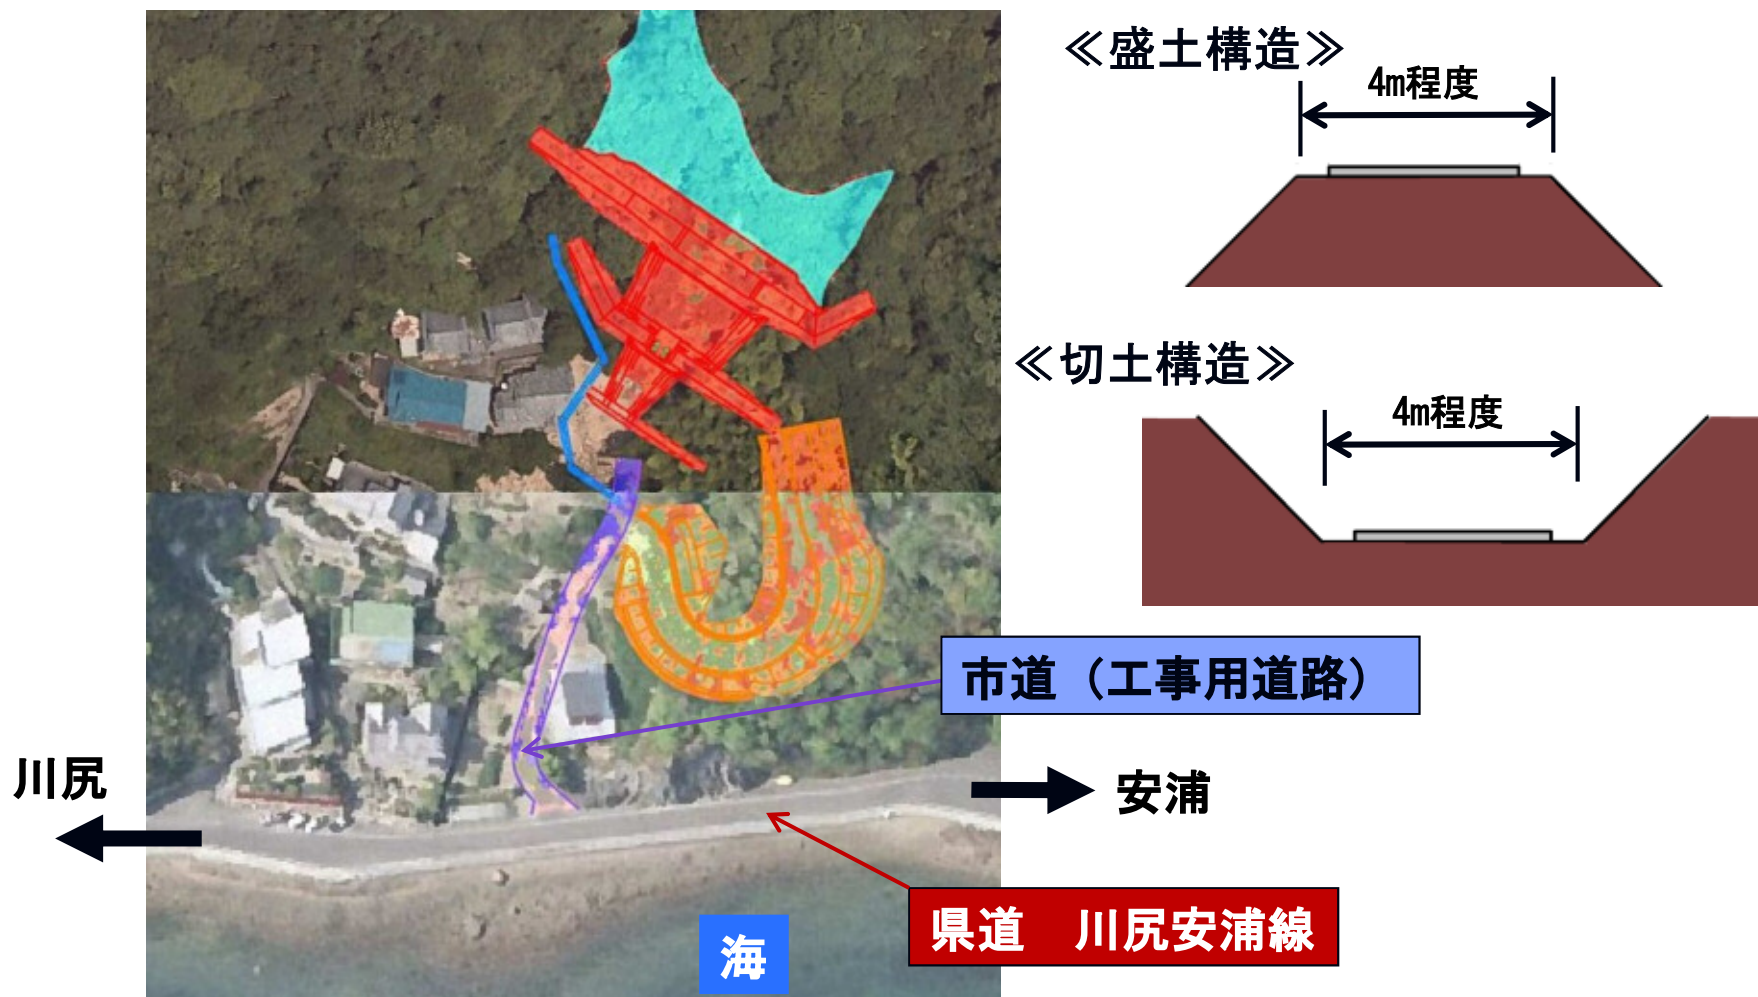 ≪盛土構造≫
4m程度
≪切土構造≫
4m程度
市道（工事用道路）
川尻
安浦
県道　川尻安浦線
海